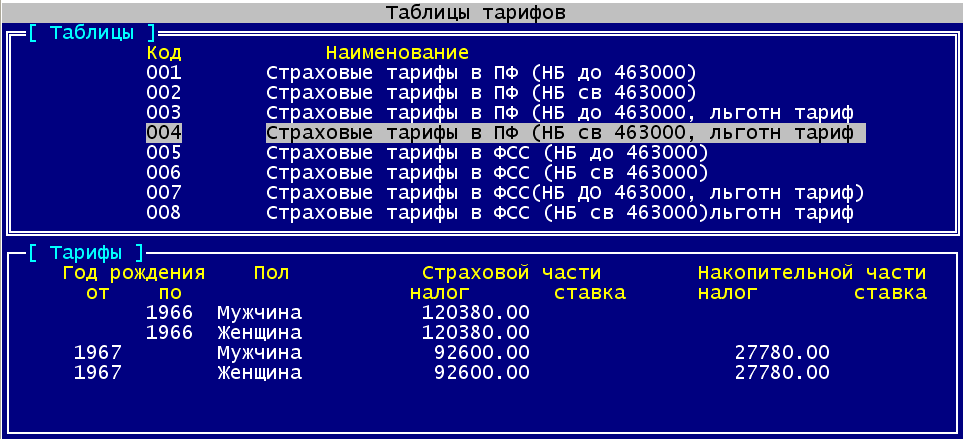 Таблицы тарифов
[ Таблицы ]
Код Наименование
001 Страховые тарифы в ПФ (НБ до 463000)
002 Страховые тарифы в ПФ (НБ св 463000)
003 Страховые тарифы в ПФ (НБ до 463000, льготн тариф
004 Страховые тарифы в ПФ (НБ св 463000, льготн тариф
005 Страховые тарифы в ФСС (НБ до 463000)
006 Страховые тарифы в ФСС (НБ св 463000)
007 Страховые тарифы в ФСС(НБ ДО 463000, льготн тариф)
008 Страховые тарифы в ФСС (НБ св 463000)льготн тариф
[ Тарифы ]
Год рождения Пол Страховой части Накопительной части
от по налог ставка налог ставка
1966 Мужчина 120380.00
1966 Женщина 120380.00
1967 Мужчина 92600.00 27780.00
1967 Женщина 92600.00 27780.00